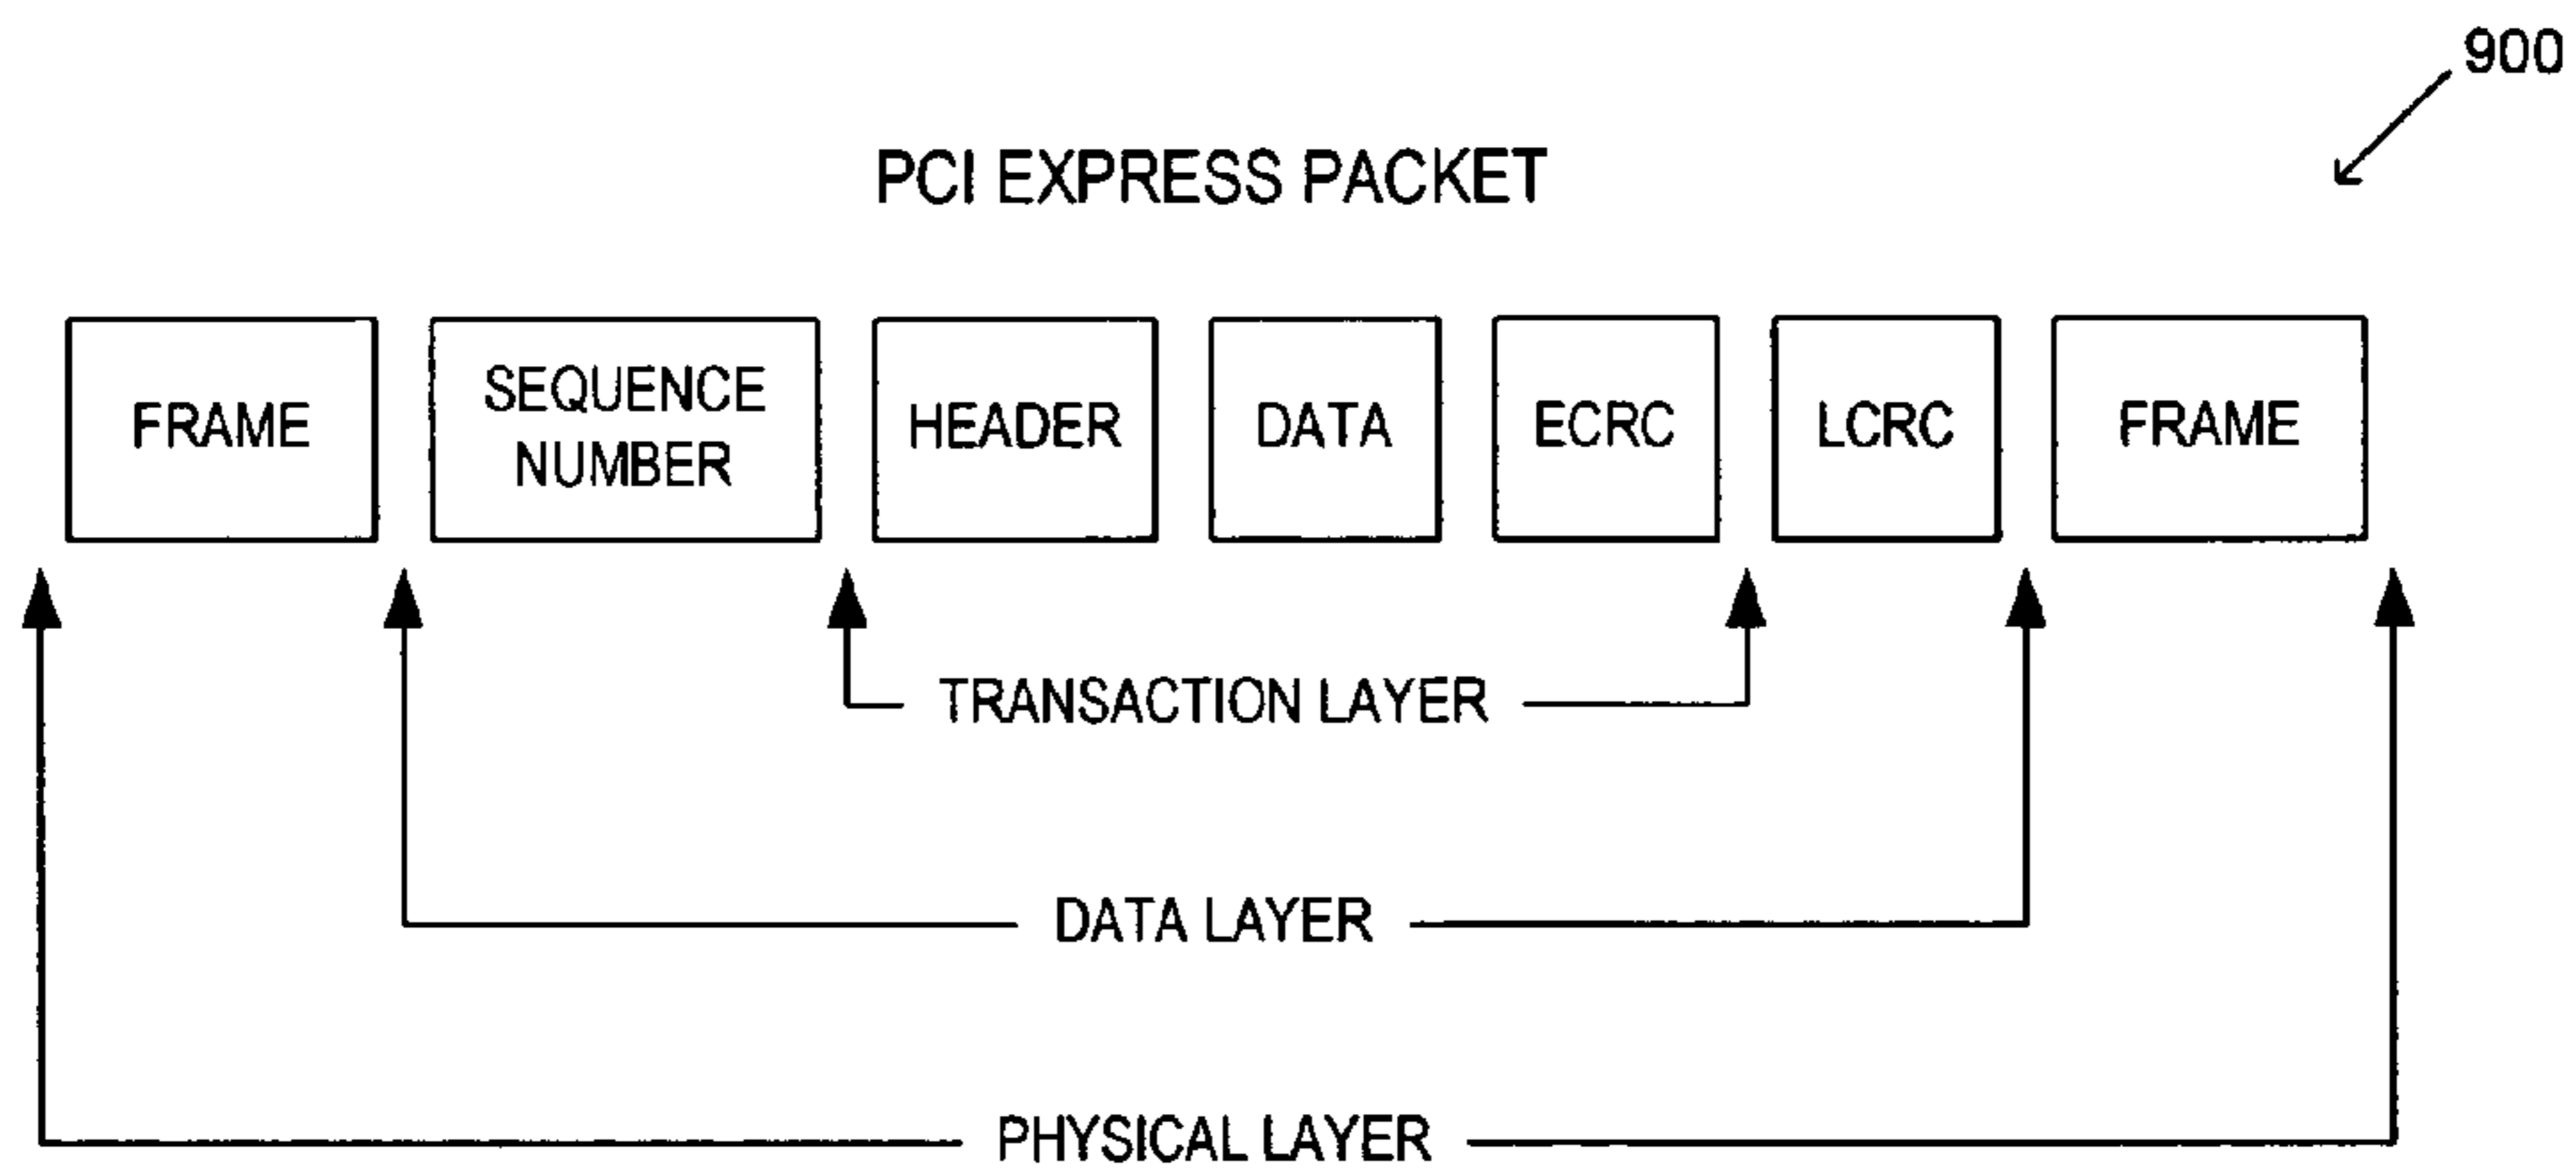 900
PCI EXPRESS PACKET
FRAME
SEQUENCE
NUMBER
HEADER
DATA
ECRC
LCRC
FRAME
TRANSACTION LAYER
DATA LAYER
PHYSICAL LAYER